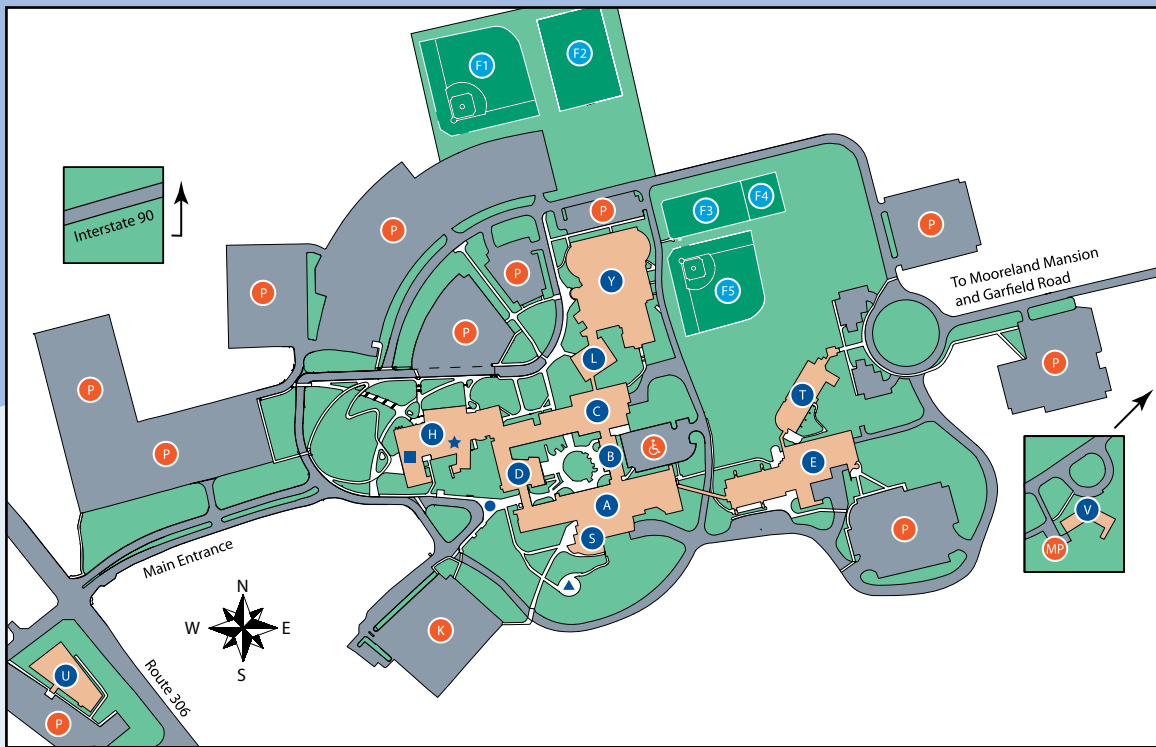 F1
F2
Interstate 90
P
P
F3
F4
P
P
P
Y
F5
To Mooreland Mansion
and Garfield Road
P
P
L
P
P
T
C
H
P
B
D
E
A
V
P
S
MP
Main Entrance
N
W
E
S
K
U
Route 306
P